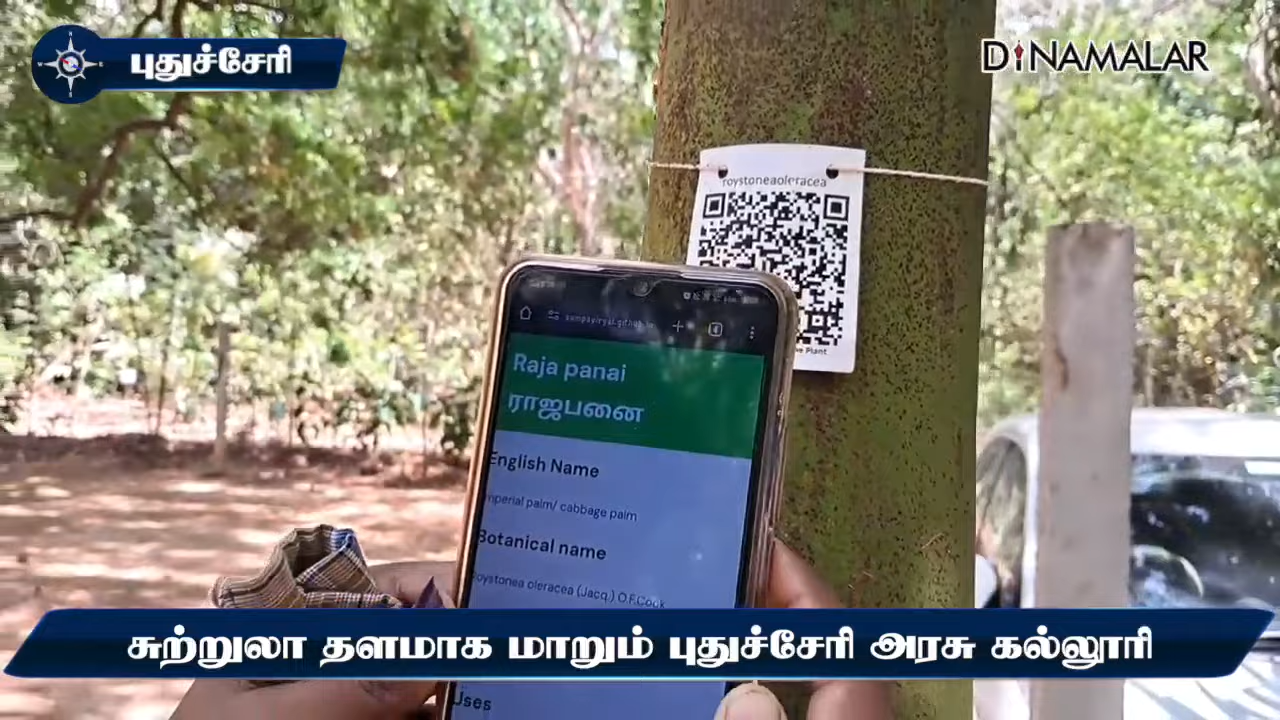 புதுச்சேரி
DINAMALAR
roystoneaoleracea
Plant
Raja panai
ராஜபனை
English Name
Imperial palm/ cabbage palm
Botanical name
Roystonea oleracea (Jacq.) O.F.Cook
சுற்றுலா தளமாக மாறும் புதுச்சேரி அரசு கல்லூரி
Uses